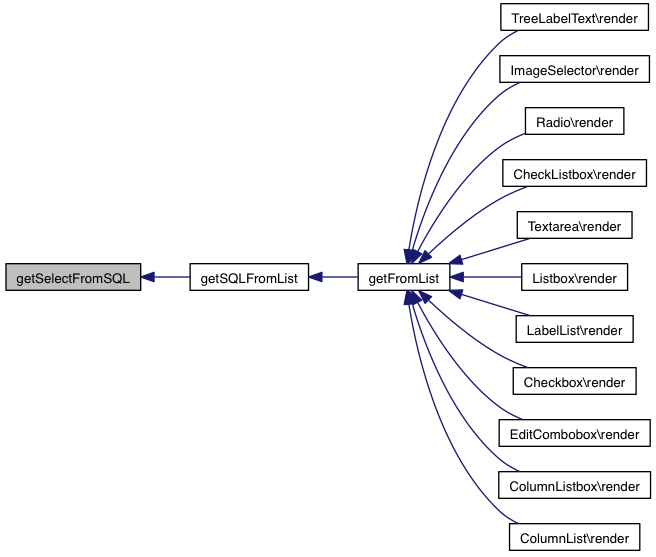 TreeLabelText\render
ImageSelector\render
Radio\render
CheckListbox\render
Textarea\render
getSelectFromSQL
getSQLFromList
getFromList
Listbox\render
LabelList\render
Checkbox\render
EditCombobox\render
ColumnListbox\render
ColumnList\render